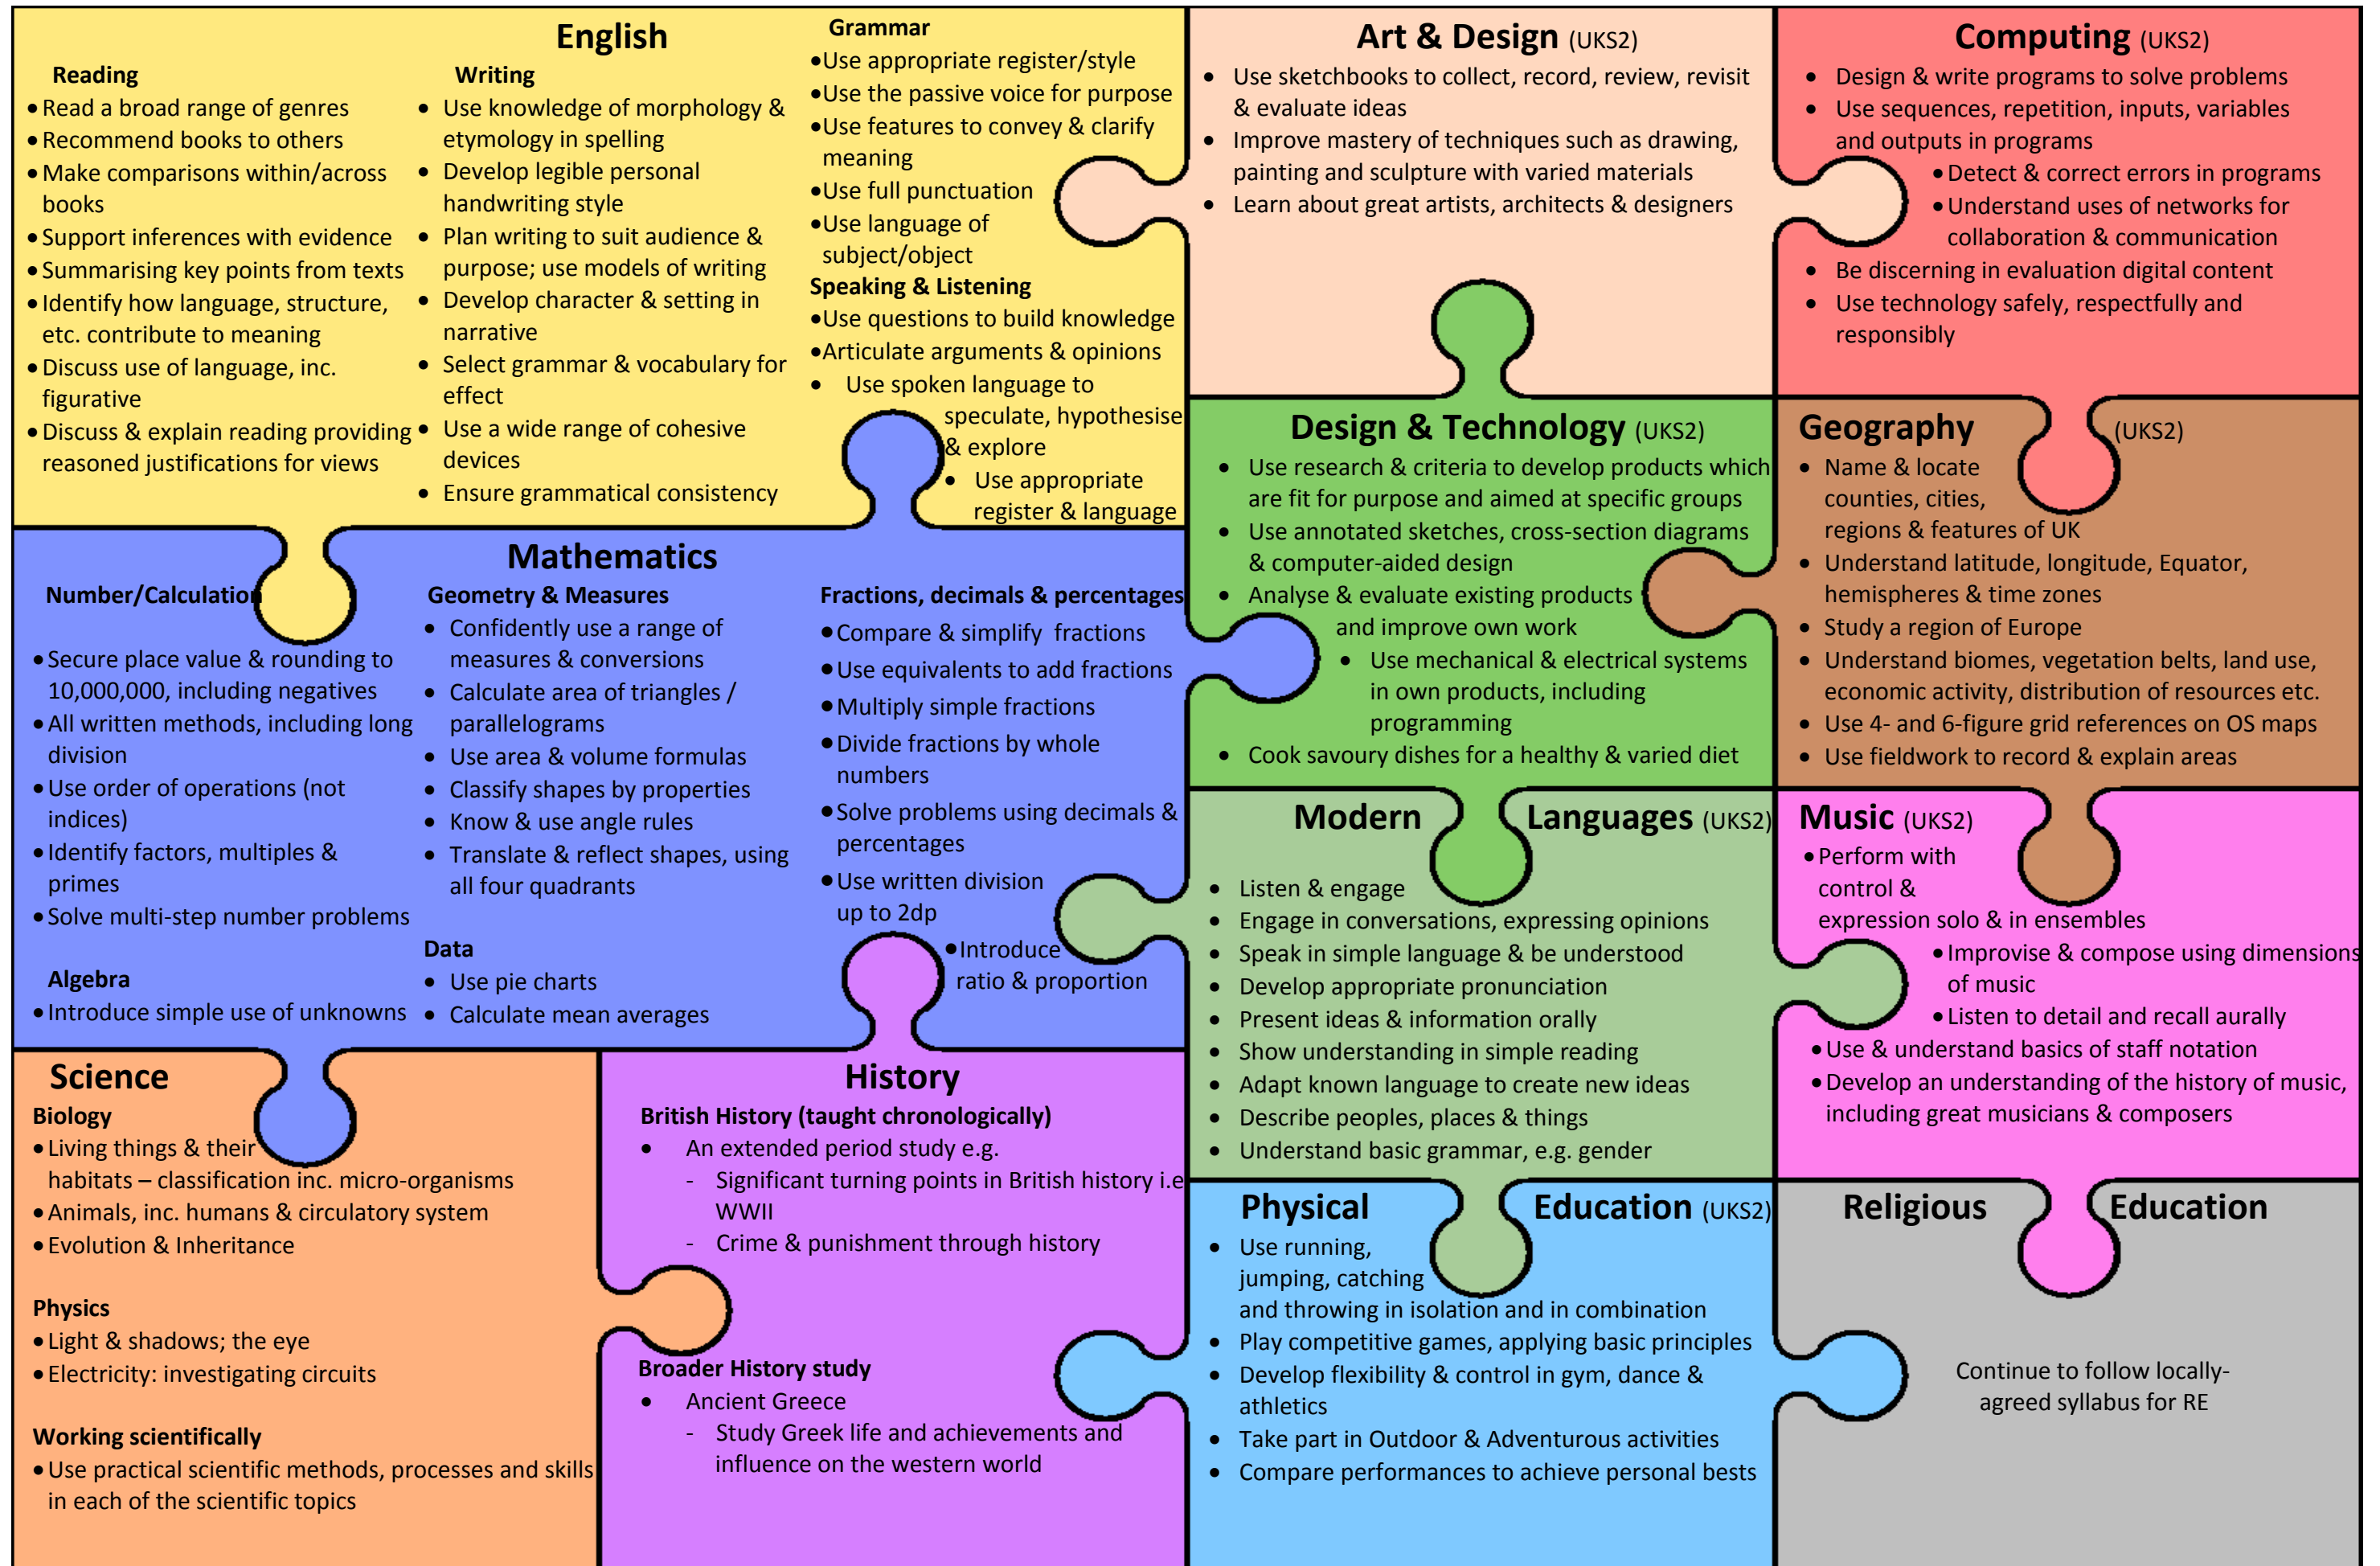 English
Reading
• Read a broad range of genres
• Recommend books to others
• Make comparisons within/across
books
• Support inferences with evidence
• Summarising key points from texts
• Identify how language, structure,
etc. contribute to meaning
• Discuss use of language, inc.
figurative
• Discuss & explain reading providing
reasoned justifications for views
Writing
• Use knowledge of morphology &
etymology in spelling
• Develop legible personal
handwriting style
• Plan writing to suit audience &
purpose; use models of writing
• Develop character & setting in
narrative
• Select grammar & vocabulary for
effect
• Use a wide range of cohesive
devices
• Ensure grammatical consistency
Grammar
• Use appropriate register/style
• Use the passive voice for purpose
• Use features to convey & clarify
meaning
• Use full punctuation
• Use language of
subject/object
Speaking & Listening
• Use questions to build knowledge
• Articulate arguments & opinions
• Use spoken language to
speculate, hypothesise
& explore
• Use appropriate
register & language
Art & Design (UKS2)
• Use sketchbooks to collect, record, review, revisit
& evaluate ideas
• Improve mastery of techniques such as drawing,
painting and sculpture with varied materials
• Learn about great artists, architects & designers
Computing (UKS2)
• Design & write programs to solve problems
• Use sequences, repetition, inputs, variables
and outputs in programs
• Detect & correct errors in programs
• Understand uses of networks for
collaboration & communication
• Be discerning in evaluation digital content
• Use technology safely, respectfully and
responsibly
Mathematics
Number/Calculation
• Secure place value & rounding to
10,000,000, including negatives
• All written methods, including long
division
• Use order of operations (not
indices)
• Identify factors, multiples &
primes
• Solve multi-step number problems
Algebra
• Introduce simple use of unknowns
Geometry & Measures
• Confidently use a range of
measures & conversions
• Calculate area of triangles /
parallelograms
• Use area & volume formulas
• Classify shapes by properties
• Know & use angle rules
• Translate & reflect shapes, using
all four quadrants
Data
• Use pie charts
• Calculate mean averages
Fractions, decimals & percentages
• Compare & simplify fractions
• Use equivalents to add fractions
• Multiply simple fractions
• Divide fractions by whole
numbers
• Solve problems using decimals &
percentages
• Use written division
up to 2dp
• Introduce
ratio & proportion
Design & Technology (UKS2)
• Use research & criteria to develop products which
are fit for purpose and aimed at specific groups
• Use annotated sketches, cross-section diagrams
& computer-aided design
• Analyse & evaluate existing products
and improve own work
• Use mechanical & electrical systems
in own products, including
programming
• Cook savoury dishes for a healthy & varied diet
Geography (UKS2)
• Name & locate
counties, cities,
regions & features of UK
• Understand latitude, longitude, Equator,
hemispheres & time zones
• Study a region of Europe
• Understand biomes, vegetation belts, land use,
economic activity, distribution of resources etc.
• Use 4- and 6-figure grid references on OS maps
• Use fieldwork to record & explain areas
Modern Languages (UKS2)
• Listen & engage
• Engage in conversations, expressing opinions
• Speak in simple language & be understood
• Develop appropriate pronunciation
• Present ideas & information orally
• Show understanding in simple reading
• Adapt known language to create new ideas
• Describe peoples, places & things
• Understand basic grammar, e.g. gender
Music (UKS2)
• Perform with
control &
expression solo & in ensembles
• Improvise & compose using dimensions
of music
• Listen to detail and recall aurally
• Use & understand basics of staff notation
• Develop an understanding of the history of music,
including great musicians & composers
Science
Biology
• Living things & their
habitats – classification inc. micro-organisms
• Animals, inc. humans & circulatory system
• Evolution & Inheritance
Physics
• Light & shadows; the eye
• Electricity: investigating circuits
Working scientifically
• Use practical scientific methods, processes and skills
in each of the scientific topics
History
British History (taught chronologically)
• An extended period study e.g.
- Significant turning points in British history i.e
WWII
- Crime & punishment through history
Broader History study
• Ancient Greece
- Study Greek life and achievements and
influence on the western world
Physical Education (UKS2)
• Use running,
jumping, catching
and throwing in isolation and in combination
• Play competitive games, applying basic principles
• Develop flexibility & control in gym, dance &
athletics
• Take part in Outdoor & Adventurous activities
• Compare performances to achieve personal bests
Religious Education
Continue to follow locally-
agreed syllabus for RE